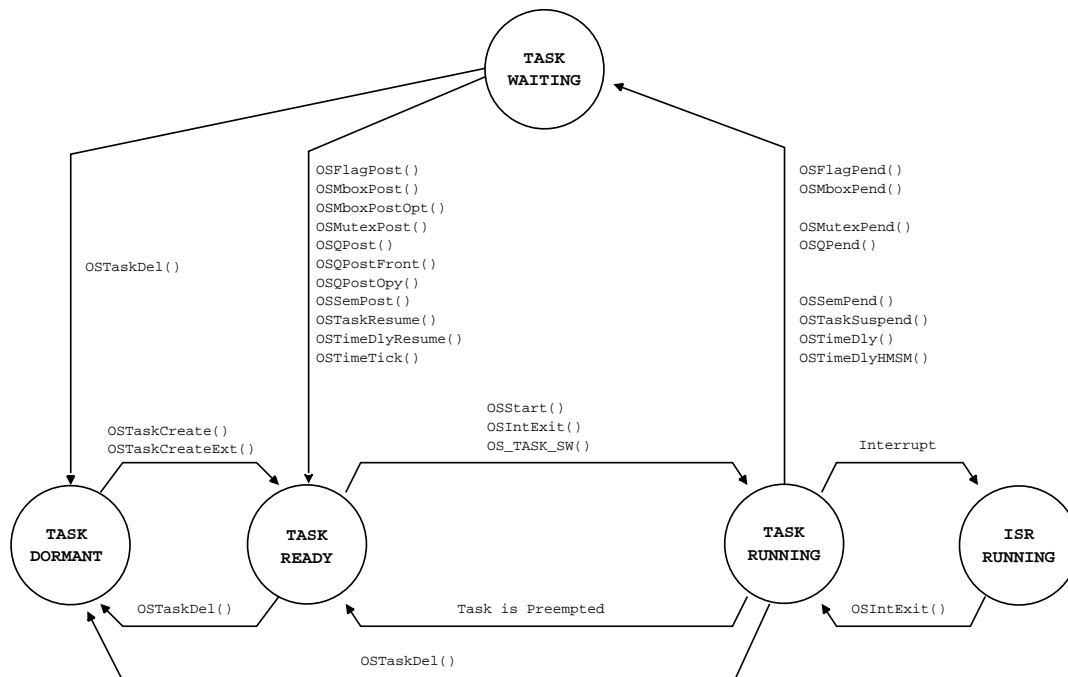 TASK
WAITING
OSFlagPost()
OSMboxPost()
OSMboxPostOpt()
OSMutexPost()
OSQPost()
OSQPostFront()
OSQPostOpy()
OSSemPost()
OSTaskResume()
OSTimeDlyResume()
OSTimeTick()
OSFlagPend()
OSMboxPend()
OSMutexPend()
OSQPend()
OSSemPend()
OSTaskSuspend()
OSTimeDly()
OSTimeDlyHMSM()
OSTaskDel()
OSTaskCreate()
OSTaskCreateExt()
OSStart()
OSIntExit()
OS_TASK_SW()
Interrupt
TASK
DORMANT
TASK
READY
TASK
RUNNING
ISR
RUNNING
OSTaskDel()
Task is Preempted
OSIntExit()
OSTaskDel()